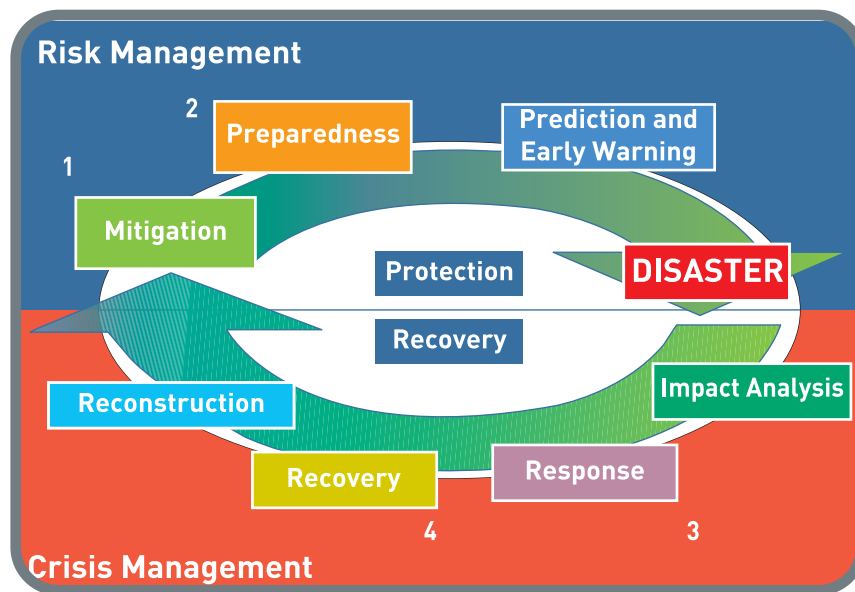 Risk Management
2
Preparedness
Prediction and
Early Warning
1
Mitigation
Protection
DISASTER
Recovery
Reconstruction
Impact Analysis
Recovery
Response
4
3
Crisis Management